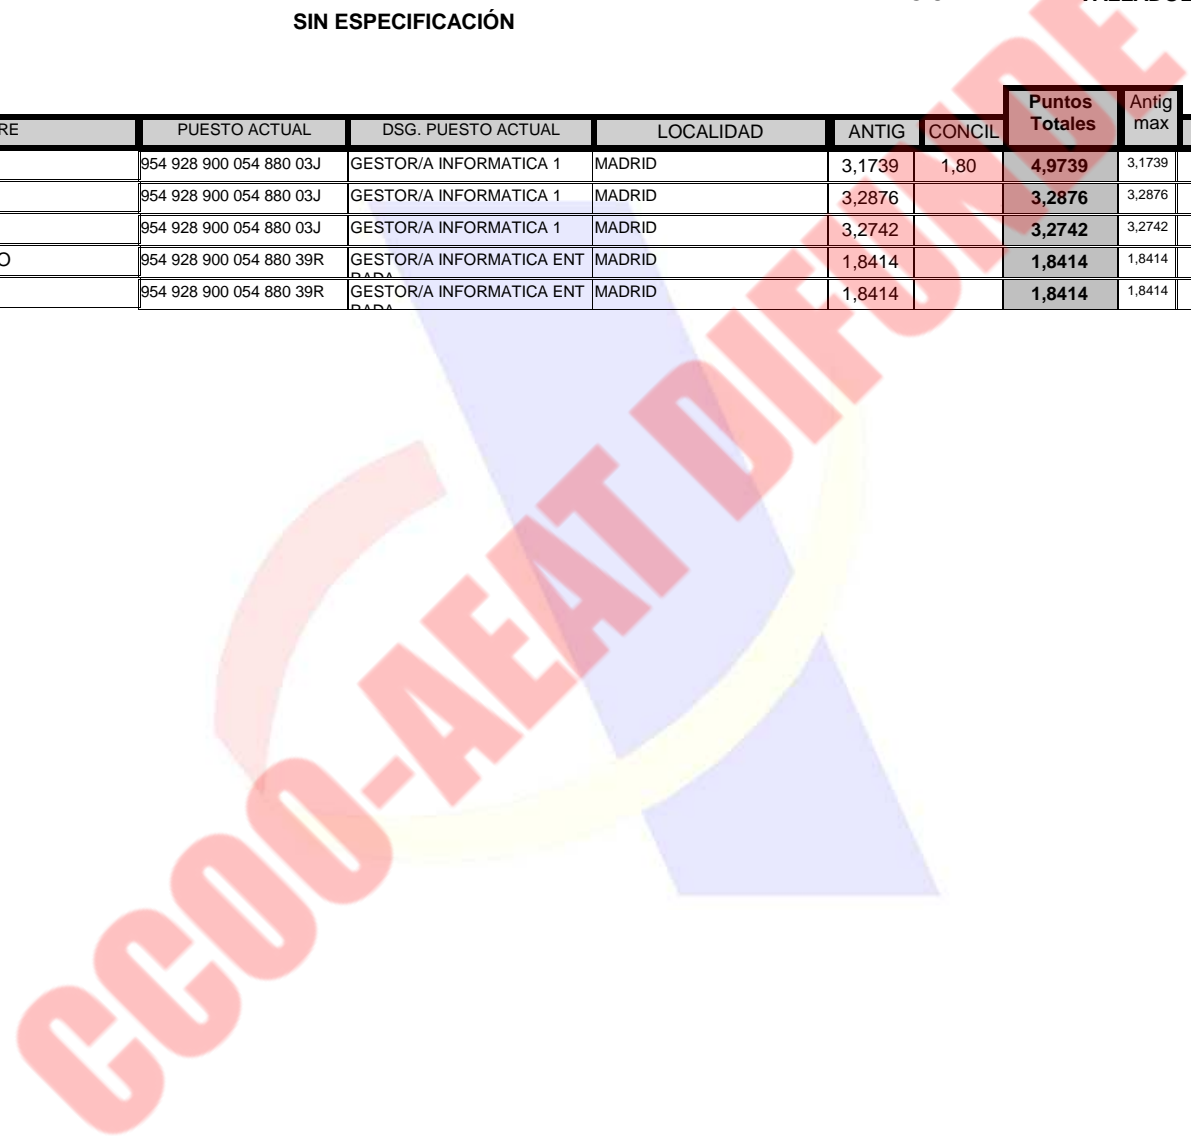 SIN ESPECIFICACIÓN
RE PUESTO ACTUAL DSG. PUESTO ACTUAL LOCALIDAD ANTIG CONCIL Puntos Totales Antig max
954 928 900 054 880 03J GESTOR/A INFORMATICA 1 MADRID 3,1739 1,80 4,9739 3,1739
954 928 900 054 880 03J GESTOR/A INFORMATICA 1 MADRID 3,2876 3,2876 3,2876
954 928 900 054 880 03J GESTOR/A INFORMATICA 1 MADRID 3,2742 3,2742 3,2742
O 954 928 900 054 880 39R GESTOR/A INFORMATICA ENT MADRID 1,8414 1,8414 1,8414
RADA
954 928 900 054 880 39R GESTOR/A INFORMATICA ENT MADRID 1,8414 1,8414 1,8414
RADA
CCOO-AEAT DIFUNDE